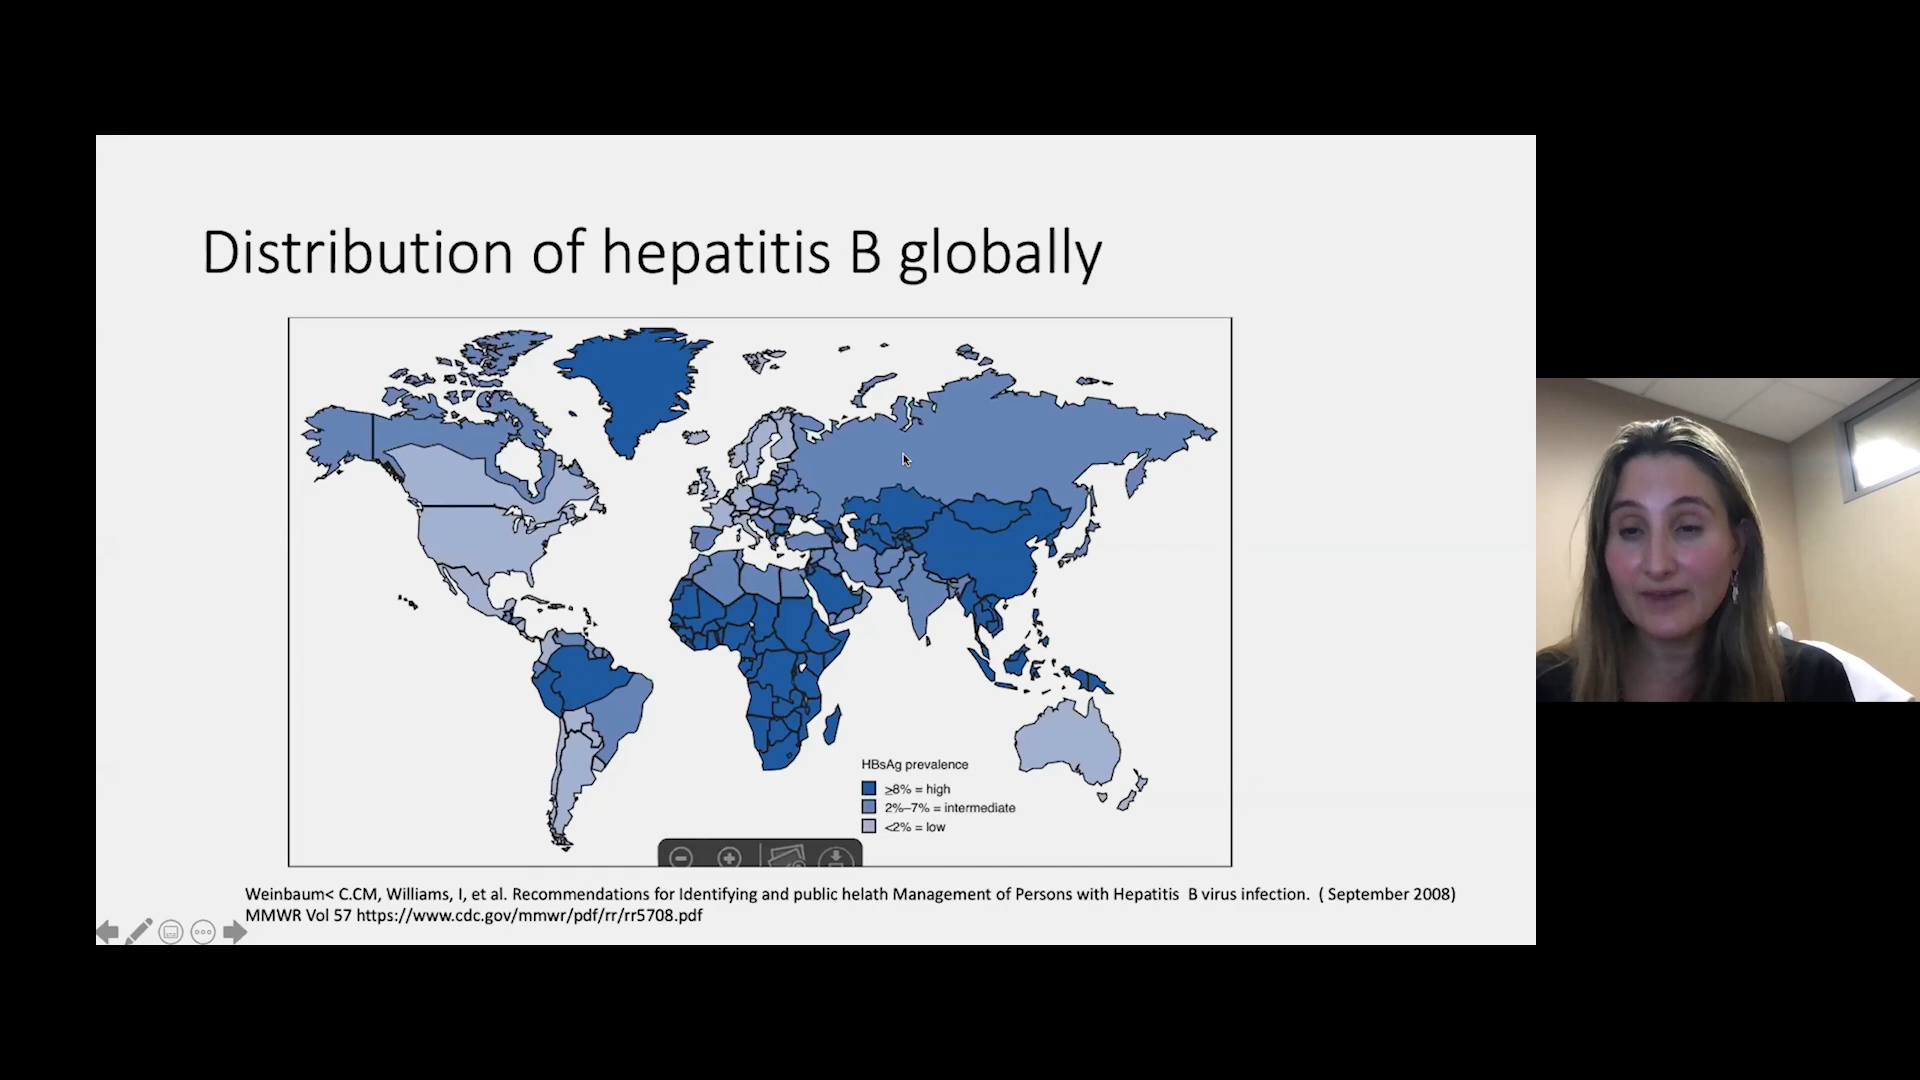 Distribution of hepatitis B globally
HBsAg prevalence
≥8% = high
2%–7% = intermediate
<2% = low
Weinbaum< C.CM, Williams, I, et al. Recommendations for Identifying and public helath Management of Persons with Hepatitis B virus infection. ( September 2008)
MMWR Vol 57 https://www.cdc.gov/mmwr/pdf/rr/rr5708.pdf